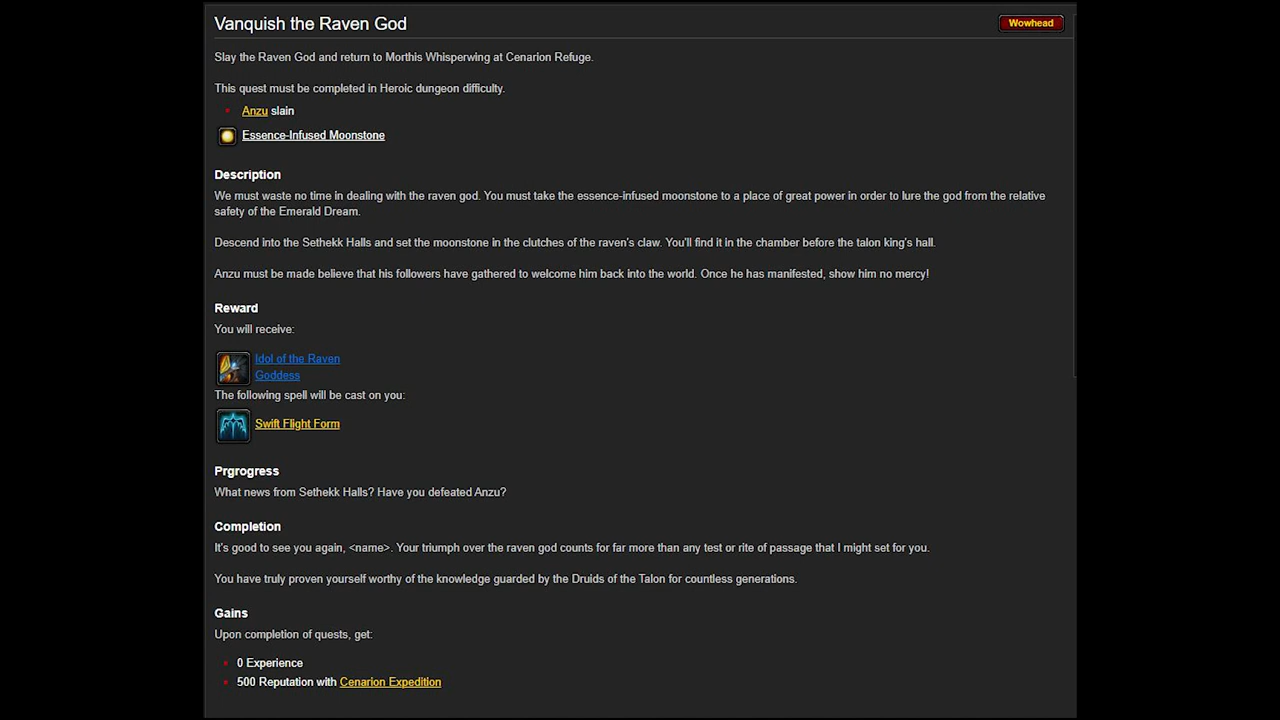 Vanquish the Raven God
Wowhead
Slay the Raven God and return to Morthis Whisperwing at Cenarion Refuge.
This quest must be completed in Heroic dungeon difficulty.
Anzu slain
Essence-Infused Moonstone
Description
We must waste no time in dealing with the raven god. You must take the essence-infused moonstone to a place of great power in order to lure the god from the relative
safety of the Emerald Dream.
Descend into the Sethekk Halls and set the moonstone in the clutches of the raven's claw. You'll find it in the chamber before the talon king's hall.
Anzu must be made believe that his followers have gathered to welcome him back into the world. Once he has manifested, show him no mercy!
Reward
You will receive:
Idol of the Raven
Goddess
The following spell will be cast on you:
Swift Flight Form
Prgrogress
What news from Sethekk Halls? Have you defeated Anzu?
Completion
It's good to see you again, <name>. Your triumph over the raven god counts for far more than any test or rite of passage that I might set for you.
You have truly proven yourself worthy of the knowledge guarded by the Druids of the Talon for countless generations.
Gains
Upon completion of quests, get:
0 Experience
500 Reputation with Cenarion Expedition